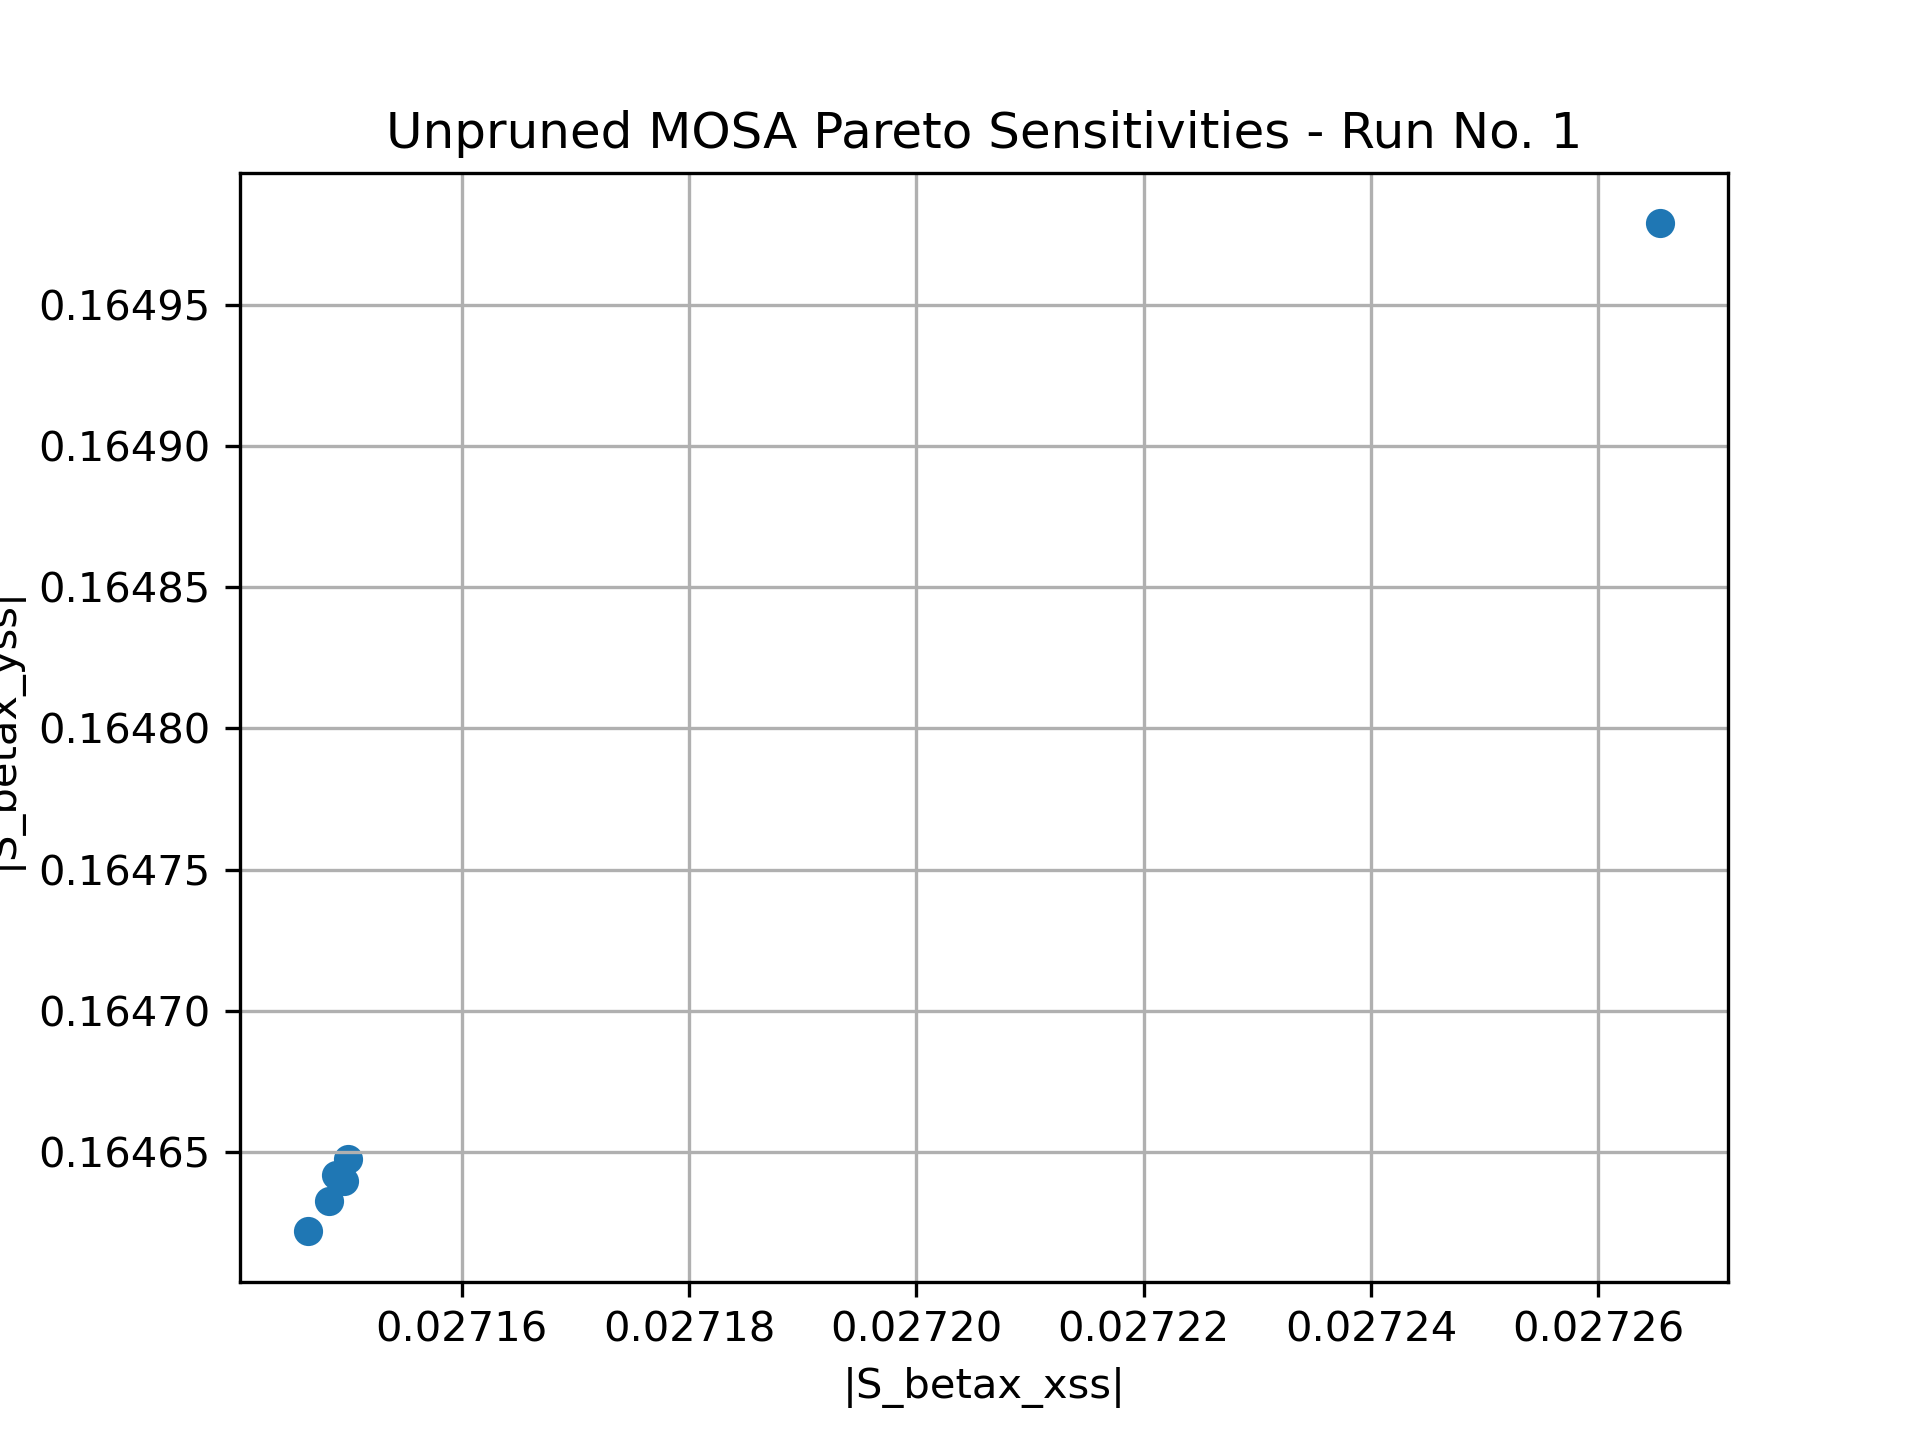 Unpruned MOSA Pareto Sensitivities - Run No. 1
0.16495
0.16490
0.16485
0.16480
0.16475
0.16470
0.16465
|S_betax_yss|
0.02716 0.02718 0.02720 0.02722 0.02724 0.02726
|S_betax_xss|